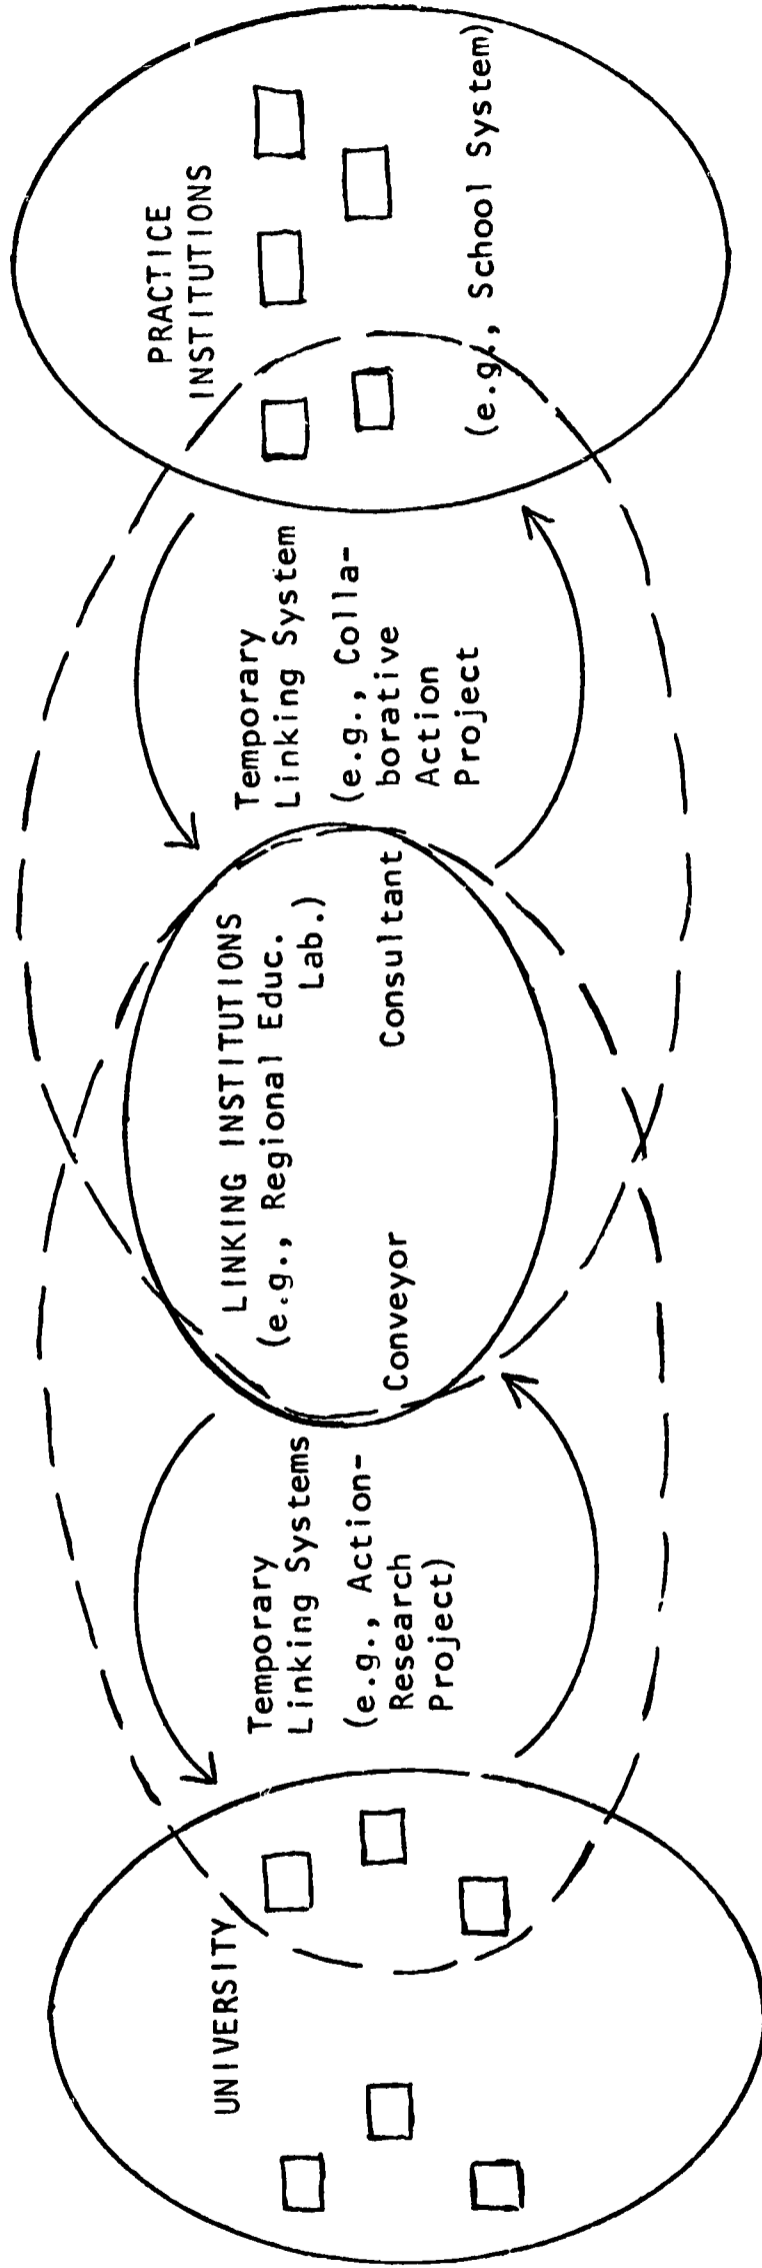 UNIVERSITY
Temporary
Linking Systems
(e.g., Action-
Research
Project)
LINKING INSTITUTIONS
(e.g., Regional Educ.
Lab.)
Conveyor
Consultant
Temporary
Linking System
(e.g., Colla-
borative
Action
Project
PRACTICE
INSTITUTIONS
(e.g., School System)